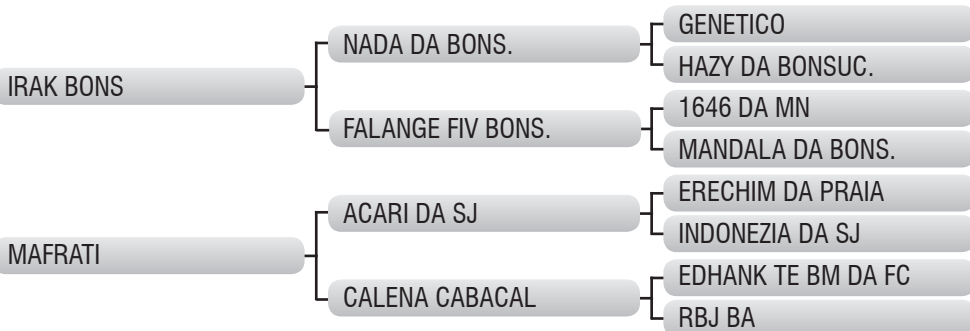 GENETICO
NADA DA BONS.
HAZY DA BONSUC.
IRAK BONS
1646 DA MN
FALANGE FIV BONS.
MANDALA DA BONS.
ERECHIM DA PRAIA
ACARI DA SJ
INDONEZIA DA SJ
MAFRATI
EDHANK TE BM DA FC
CALENA CABACAL
RBJ BA